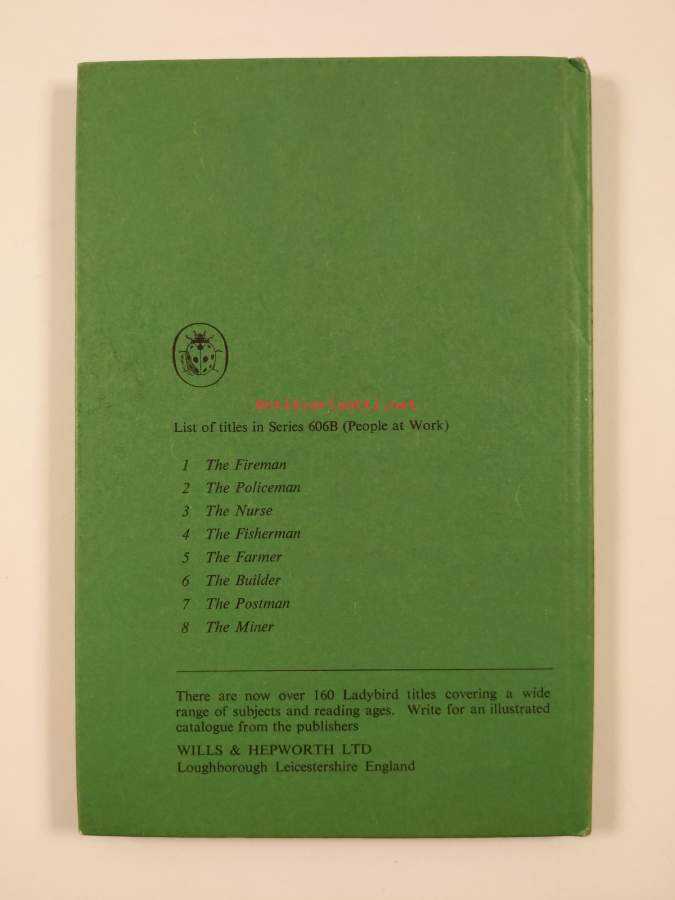 Antikvariaatti.net
List of titles in Series 606B (People at Work)
1 The Fireman
2 The Policeman
3 The Nurse
4 The Fisherman
5 The Farmer
6 The Builder
7 The Postman
8 The Miner
There are now over 160 Ladybird titles covering a wide
range of subjects and reading ages. Write for an illustrated
catalogue from the publishers
WILLS & HEPWORTH LTD
Loughborough Leicestershire England